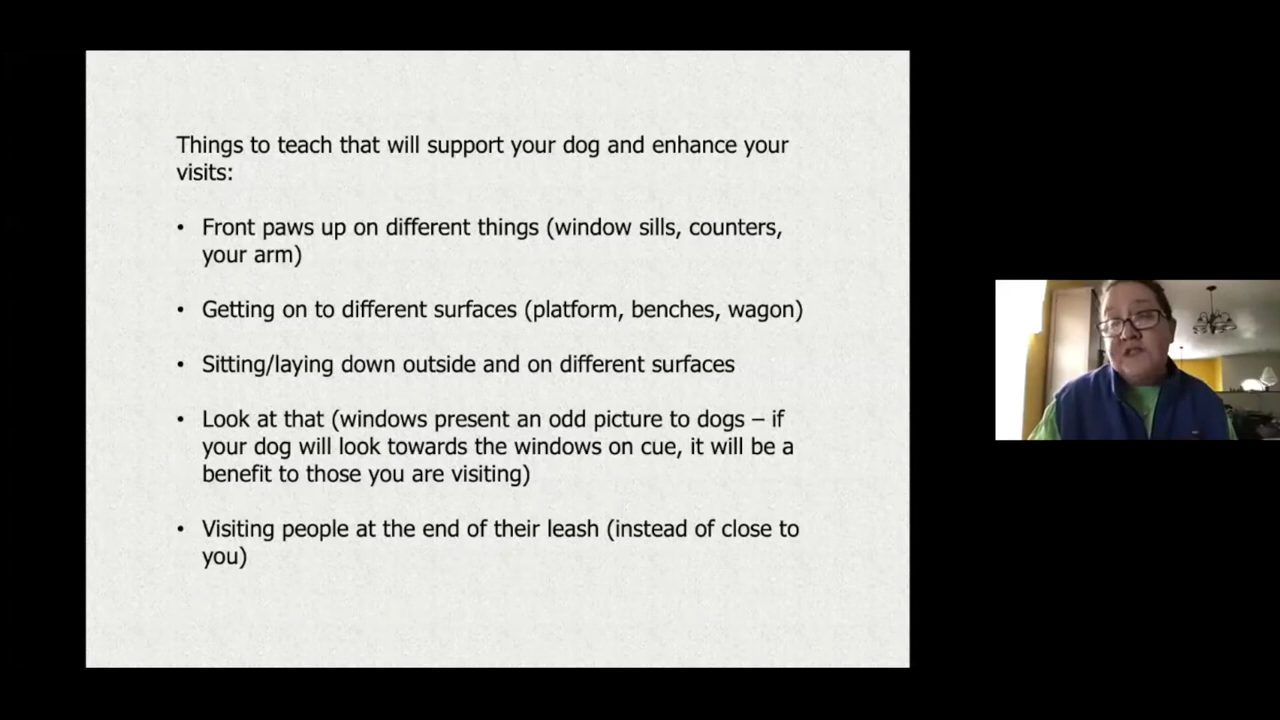 Things to teach that will support your dog and enhance your
visits:
• Front paws up on different things (window sills, counters,
your arm)
• Getting on to different surfaces (platform, benches, wagon)
• Sitting/laying down outside and on different surfaces
• Look at that (windows present an odd picture to dogs – if
your dog will look towards the windows on cue, it will be a
benefit to those you are visiting)
• Visiting people at the end of their leash (instead of close to
you)